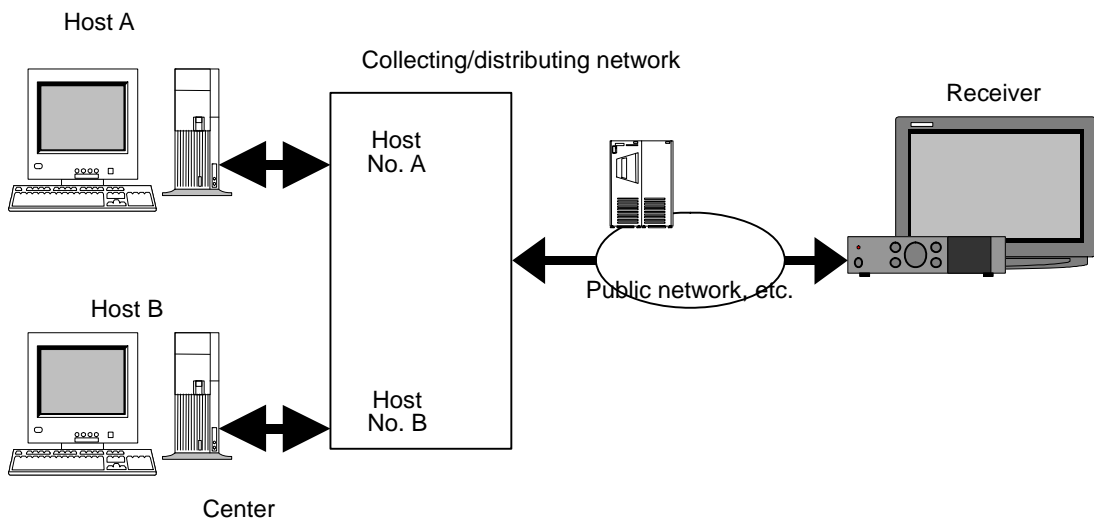 Host A
Collecting/distributing network
Receiver
Host
No. A
Public network, etc.
Host B
Host
No. B
Center